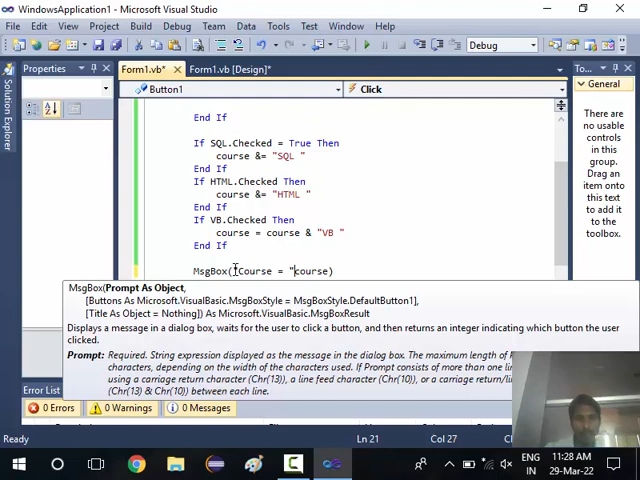 WindowsApplication1 - Microsoft Visual Studio
File Edit View Project Build Debug Team Data Tools Test Window Help
Debug
Solution Explorer
Properties
Form1.vb* Form1.vb [Design]*
To...
Button1 Click
General
There are no usable controls in this group. Drag an item onto this text to add it to the toolbox.
End If
If SQL.Checked = True Then
course &= "SQL "
End If
If HTML.Checked Then
course &= "HTML "
End If
If VB.Checked Then
course = course & "VB "
End If
MsgBox("Course = "course)
MsgBox(Prompt As Object,
[Buttons As Microsoft.VisualBasic.MsgBoxStyle = MsgBoxStyle.DefaultButton1],
[Title As Object = Nothing]) As Microsoft.VisualBasic.MsgBoxResult
Displays a message in a dialog box, waits for the user to click a button, and then returns an integer indicating which button the user
clicked.
Prompt: Required. String expression displayed as the message in the dialog box. The maximum length of
characters, depending on the width of the characters used. If Prompt consists of more than one
using a carriage return character (Chr(13)), a line feed character (Chr(10)), or a carriage return/
(Chr(13) & Chr(10)) between each line.
Error List
0 Errors 0 Warnings 0 Messages
Ready Ln 21 Col 27
ENG 11:28 AM
IN 29-Mar-22